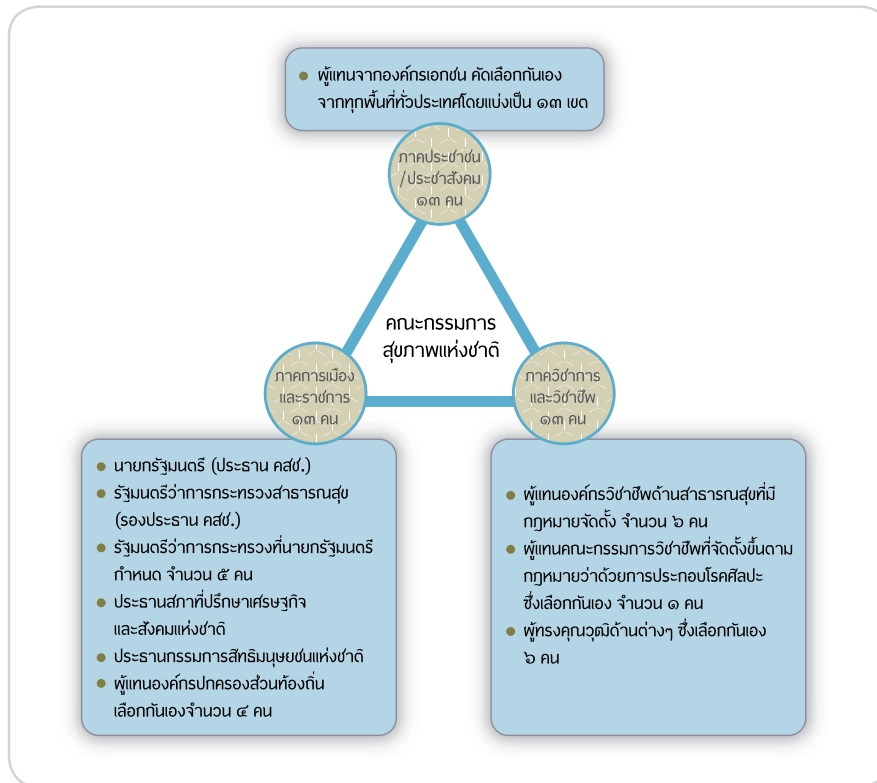 ● ผู้แทนจากองค์กรเอกชน คัดเลือกกันเอง
จากทุกพื้นที่ทั่วประเทศโดยแบ่งเป็น ๑๓ เขต
ภาคประชาชน
/ประชาสังคม
๑๓ คน
คณะกรรมการ
สุขภาพแห่งชาติ
ภาคการเมือง
และราชการ
๑๓ คน
ภาควิชาการ
และวิชาชีพ
๑๓ คน
● นายกรัฐมนตรี (ประธาน คสช.)
● รัฐมนตรีว่าการกระทรวงสาธารณสุข
(รองประธาน คสช.)
● รัฐมนตรีว่าการกระทรวงที่นายกรัฐมนตรี
กำหนด จำนวน ๕ คน
● ประธานสภาที่ปรึกษาเศรษฐกิจ
และสังคมแห่งชาติ
● ประธานกรรมการสิทธิมนุษยชนแห่งชาติ
● ผู้แทนองค์กรปกครองส่วนท้องถิ่น
เลือกกันเองจำนวน ๔ คน
● ผู้แทนองค์กรวิชาชีพด้านสาธารณสุขที่มี
กฎหมายจัดตั้ง จำนวน ๖ คน
● ผู้แทนคณะกรรมการวิชาชีพที่จัดตั้งขึ้นตาม
กฎหมายว่าด้วยการประกอบโรคศิลปะ
ซึ่งเลือกกันเอง จำนวน ๑ คน
● ผู้ทรงคุณวุฒิด้านต่างๆ ซึ่งเลือกกันเอง
๖ คน